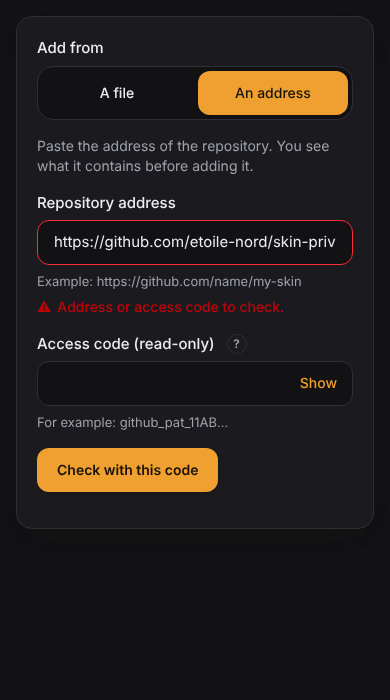 Add from
A file
An address
Paste the address of the repository. You see
what it contains before adding it.
Repository address
https://github.com/etoile-nord/skin-priv
Example: https://github.com/name/my-skin
⚠ Address or access code to check.
Access code (read-only) ?
Show
For example: github_pat_11AB...
Check with this code